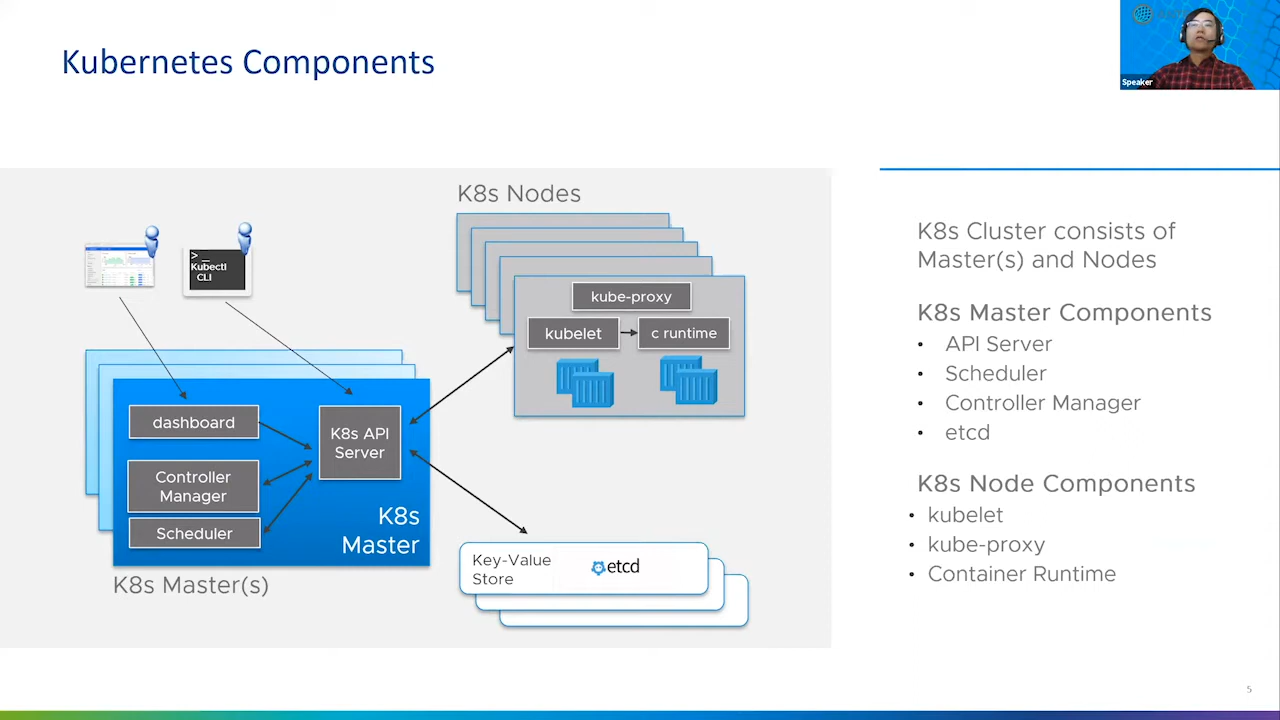 Kubernetes Components
Speaker
K8s Nodes
kube-proxy
kubelet
c runtime
> _
Kubectl
CLI
dashboard
Controller
Manager
Scheduler
K8s API
Server
K8s
Master
K8s Master(s)
Key-Value
Store
etcd
K8s Cluster consists of
Master(s) and Nodes
K8s Master Components
• API Server
• Scheduler
• Controller Manager
• etcd
K8s Node Components
• kubelet
• kube-proxy
• Container Runtime
5